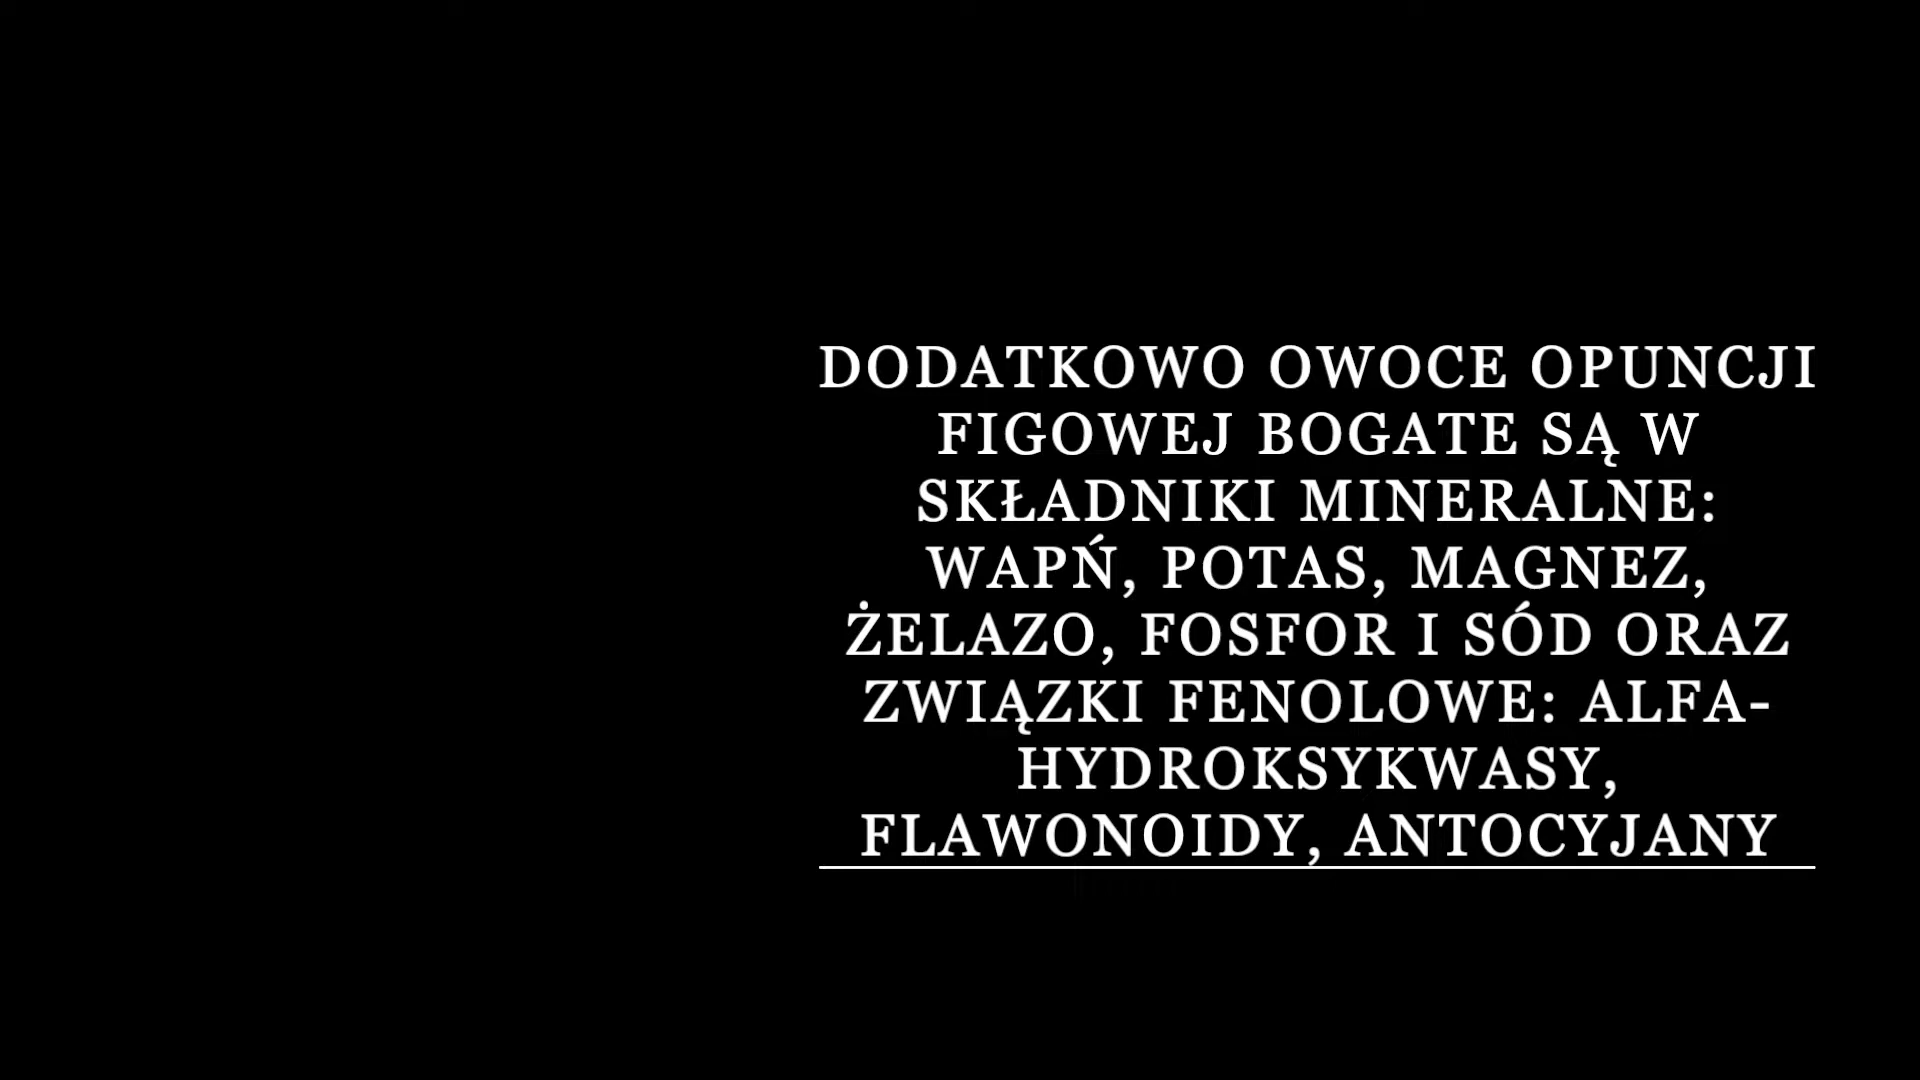 DODATKOWO OWOCE OPUNCJI
FIGOWEJ BOGATE SĄ W
SKŁADNIKI MINERALNE:
WAPŃ, POTAS, MAGNEZ,
ŻELAZO, FOSFOR I SÓD ORAZ
ZWIĄZKI FENOLOWE: ALFA-
HYDROKSYKWASY,
FLAWONOIDY, ANTOCYJANY